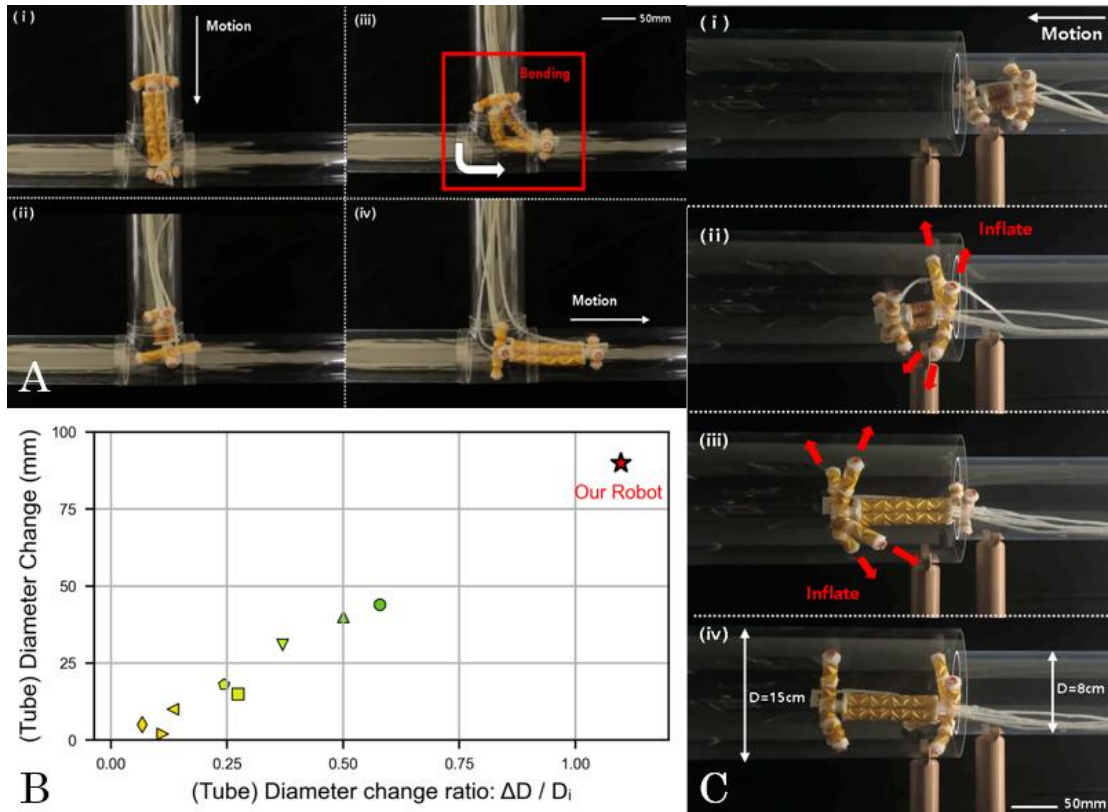 (i)
Motion
(iii)
50mm
Bending
(ii)
(iv)
Motion
A
100
75
50
25
0
0.00
0.25
0.50
0.75
1.00
(Tube) Diameter Change (mm)
(Tube) Diameter change ratio: ΔD / Dᵢ
Our Robot
B
(i)
Motion
(ii)
Inflate
(iii)
Inflate
(iv)
D=15cm
D=8cm
50mm
C